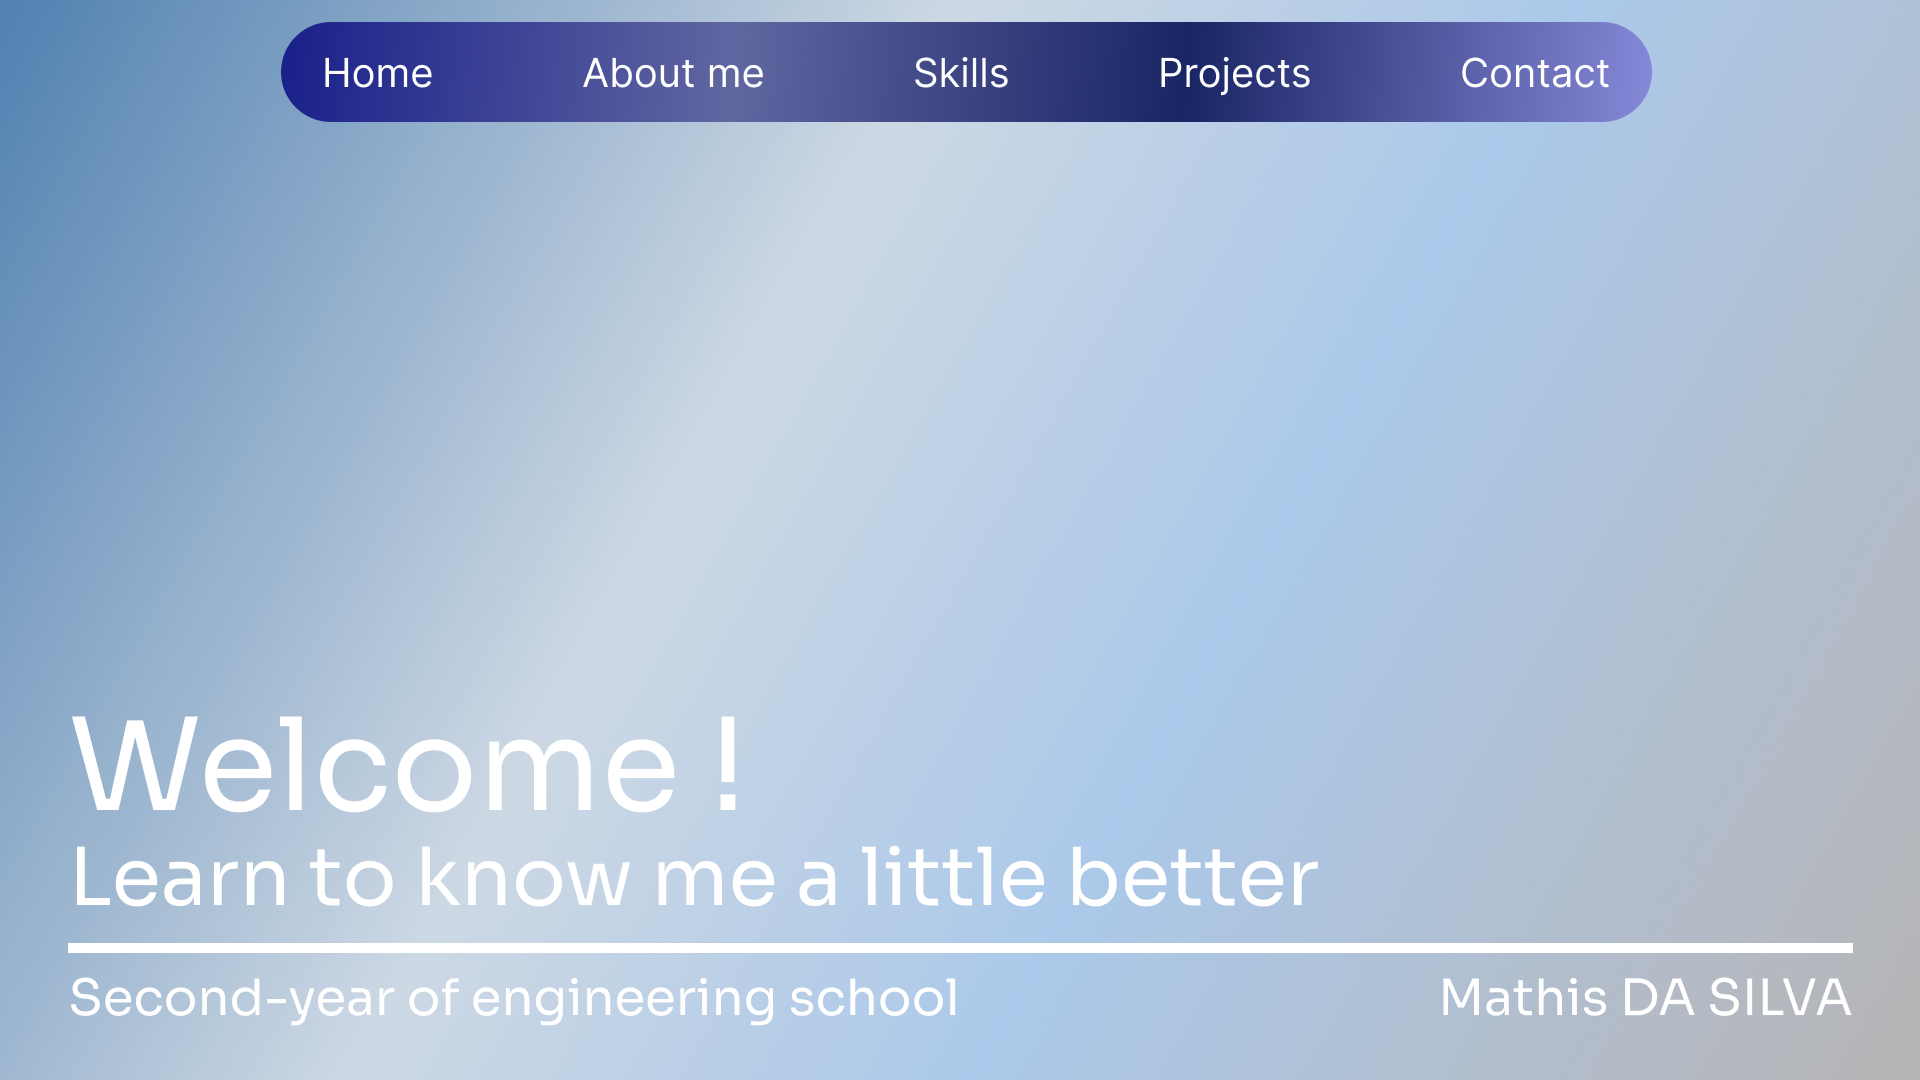 Home About me Skills Projects Contact
Welcome !
Learn to know me a little better
Second-year of engineering school Mathis DA SILVA